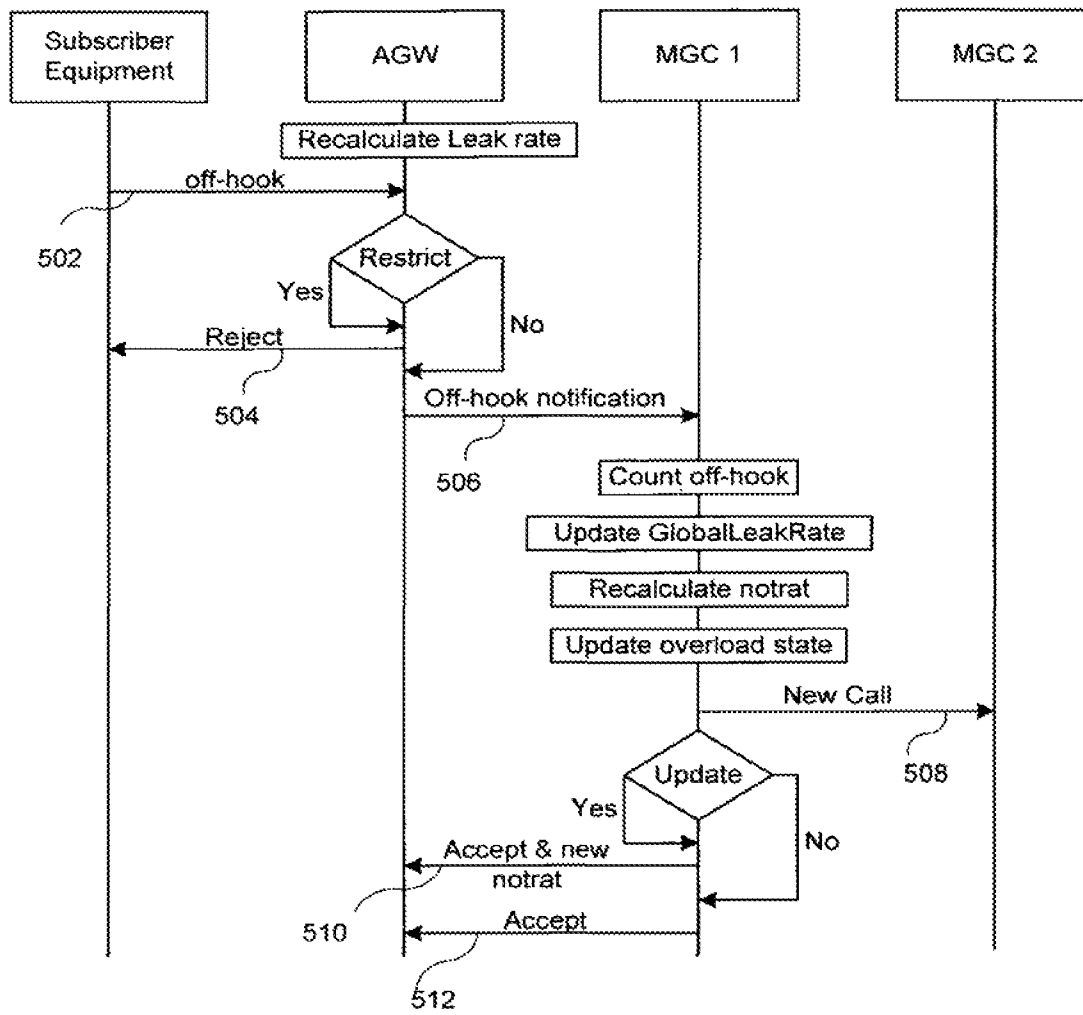 Subscriber
Equipment
AGW
MGC 1
MGC 2
Recalculate Leak rate
off-hook
502
Restrict
Yes
No
Reject
504
Off-hook notification
506
Count off-hook
Update GlobalLeakRate
Recalculate notrat
Update overload state
New Call
508
Update
Yes
No
Accept & new
notrat
510
Accept
512